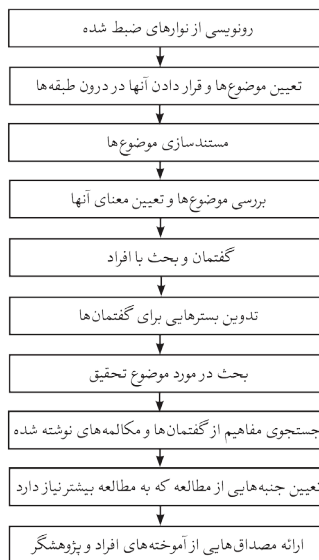 رونویسی از نوارهای ضبط شده
تعیین موضوع‌ها و قرار دادن آنها در درون طبقه‌ها
مستندسازی موضوع‌ها
بررسی موضوع‌ها و تعیین معنای آنها
گفتمان و بحث با افراد
تدوین بسترهایی برای گفتمان‌ها
بحث در مورد موضوع تحقیق
جستجوی مفاهیم از گفتمان‌ها و مکالمه‌های نوشته شده
تعیین جنبه‌هایی از مطالعه که به مطالعه بیشتر نیاز دارد
ارائه مصداق‌هایی از آموخته‌های افراد و پژوهشگر